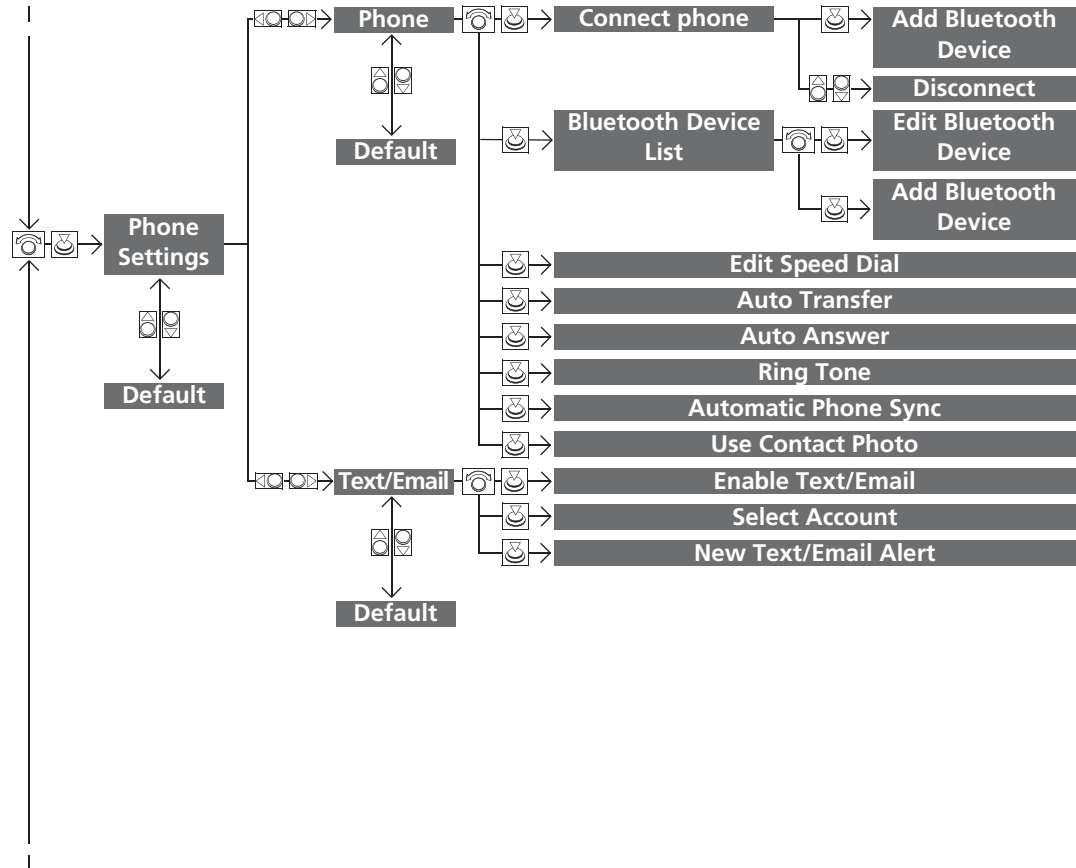 Phone
Connect phone
Add Bluetooth
Device
Disconnect
Default
Bluetooth Device
List
Edit Bluetooth
Device
Add Bluetooth
Device
Phone
Settings
Default
Edit Speed Dial
Auto Transfer
Auto Answer
Ring Tone
Automatic Phone Sync
Use Contact Photo
Text/Email
Enable Text/Email
Select Account
New Text/Email Alert
Default